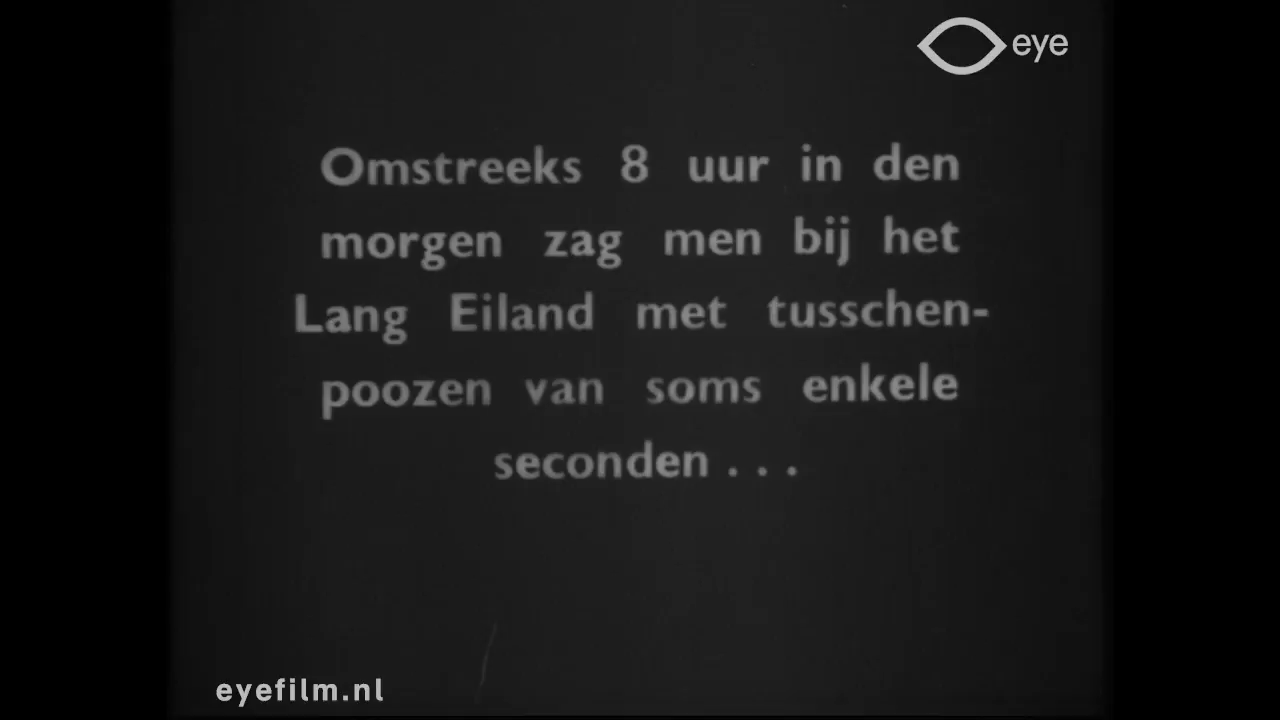 eye
Omstreeks 8 uur in den
morgen zag men bij het
Lang Eiland met tusschen-
poozen van soms enkele
seconden . . .
eyefilm.nl